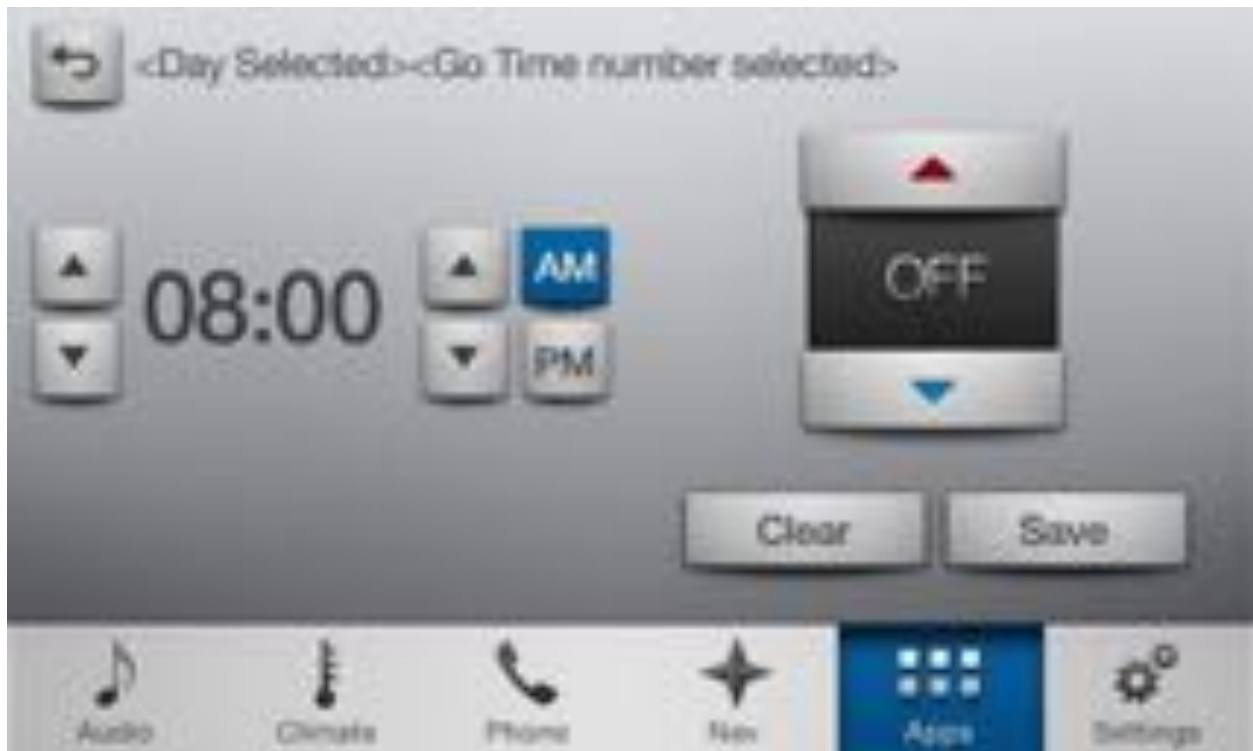 <Day Selected><Go Time number selected>
08:00
AM
PM
OFF
Clear
Save
Audio
Climate
Phone
Nav
Apps
Settings